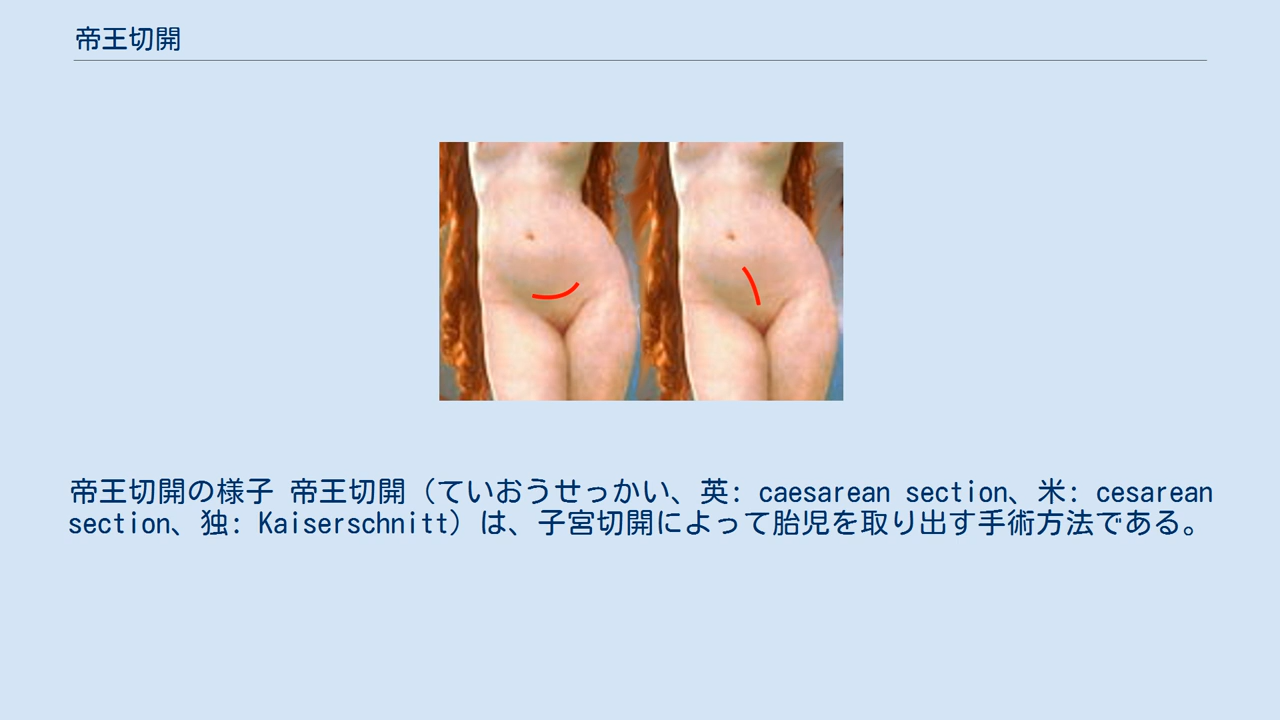 帝王切開
帝王切開の様子 帝王切開（ていおうせっかい、英: caesarean section、米: cesarean
section、独: Kaiserschnitt）は、子宮切開によって胎児を取り出す手術方法である。